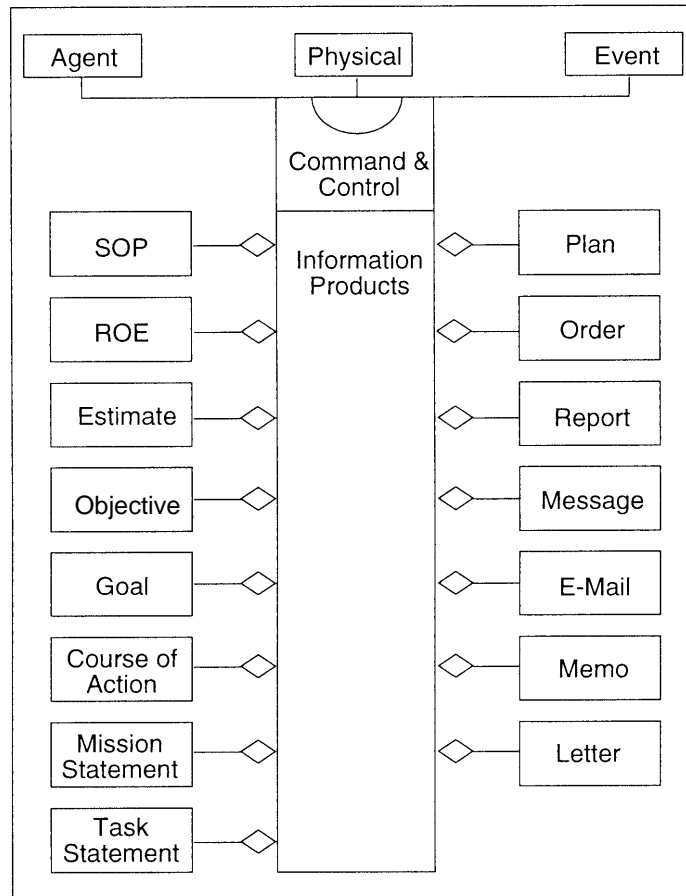 Agent
Physical
Event
Command &
Control
Information
Products
SOP
ROE
Estimate
Objective
Goal
Course of
Action
Mission
Statement
Task
Statement
Plan
Order
Report
Message
E-Mail
Memo
Letter